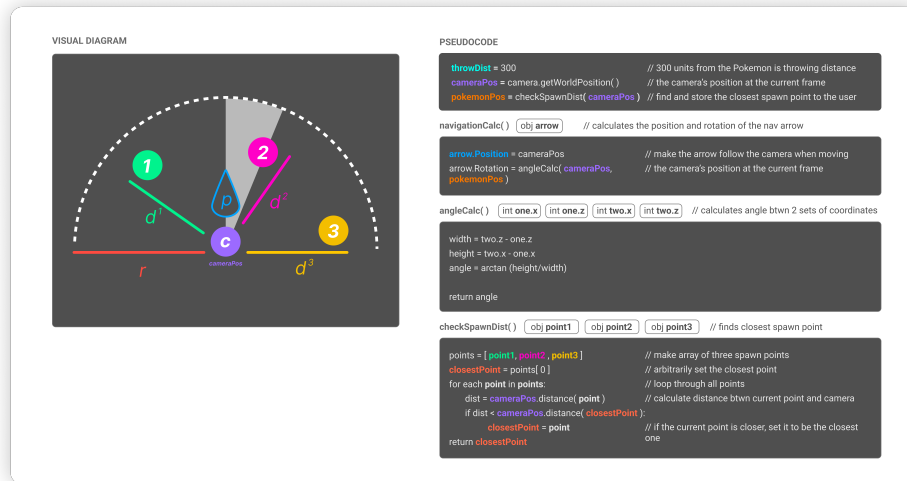 VISUAL DIAGRAM
1
2
3
p
c
cameraPos
d1
d2
d3
r
PSEUDOCODE
throwDist = 300 // 300 units from the Pokemon is throwing distance
cameraPos = camera.getWorldPosition( ) // the camera's position at the current frame
pokemonPos = checkSpawnDist( cameraPos ) // find and store the closest spawn point to the user
navigationCalc( ) obj arrow // calculates the position and rotation of the nav arrow
arrow.Position = cameraPos // make the arrow follow the camera when moving
arrow.Rotation = angleCalc( cameraPos, // the camera's position at the current frame
pokemonPos )
angleCalc( ) int one.x int one.z int two.x int two.z // calculates angle btwn 2 sets of coordinates
width = two.z - one.z
height = two.x - one.x
angle = arctan (height/width)
return angle
checkSpawnDist( ) obj point1 obj point2 obj point3 // finds closest spawn point
points = [ point1, point2 , point3 ] // make array of three spawn points
closestPoint = points[ 0 ] // arbitrarily set the closest point
for each point in points: // loop through all points
dist = cameraPos.distance( point ) // calculate distance btwn current point and camera
if dist < cameraPos.distance( closestPoint ):
closestPoint = point // if the current point is closer, set it to be the closest
one
return closestPoint